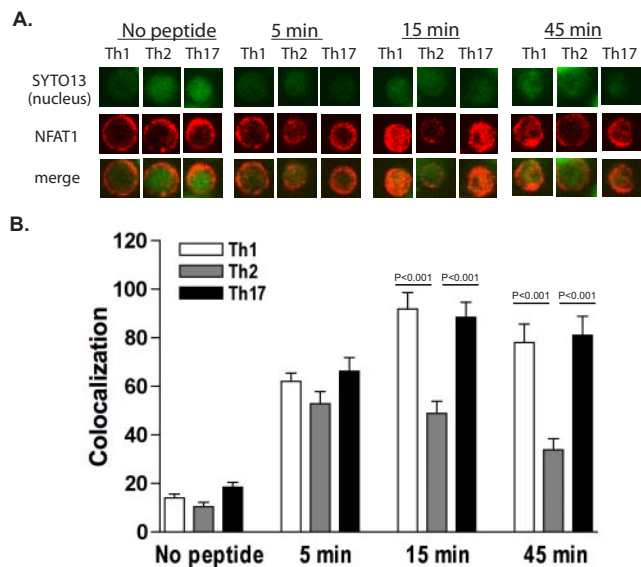 A.
No peptide 5 min 15 min 45 min
Th1 Th2 Th17 Th1 Th2 Th17 Th1 Th2 Th17 Th1 Th2 Th17
SYTO13
(nucleus)
NFAT1
merge
B.
Colocalization
120
100
80
60
40
20
0
Th1
Th2
Th17
P<0.001 P<0.001 P<0.001 P<0.001
No peptide 5 min 15 min 45 min